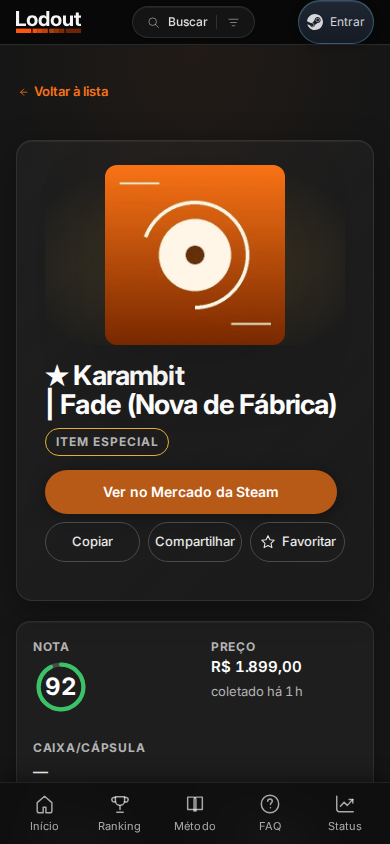 Lodout
Buscar
Entrar
← Voltar à lista
★ Karambit
| Fade (Nova de Fábrica)
ITEM ESPECIAL
Ver no Mercado da Steam
Copiar
Compartilhar
Favoritar
NOTA
PREÇO
92
R$ 1.899,00
coletado há 1 h
CAIXA/CÁPSULA
—
Início
Ranking
Método
FAQ
Status